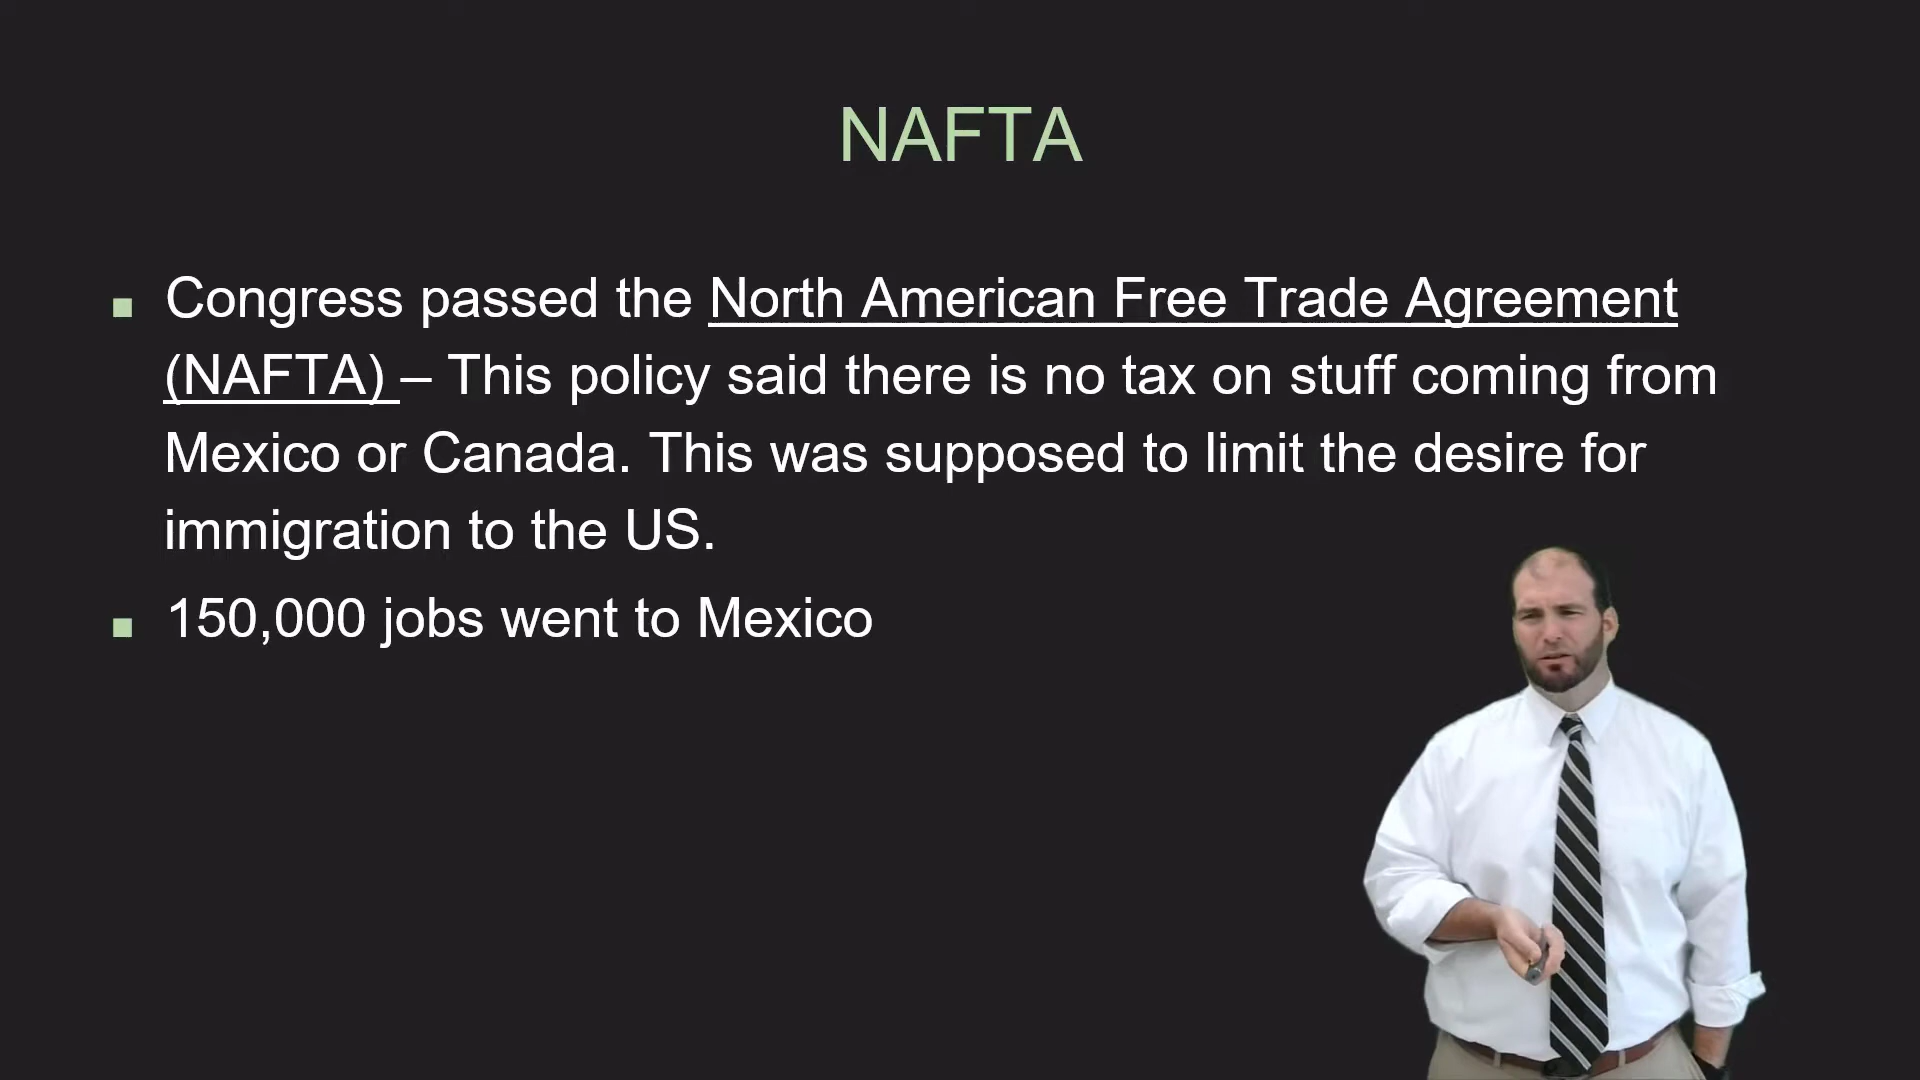 NAFTA
Congress passed the North American Free Trade Agreement
(NAFTA) – This policy said there is no tax on stuff coming from
Mexico or Canada. This was supposed to limit the desire for
immigration to the US.
150,000 jobs went to Mexico